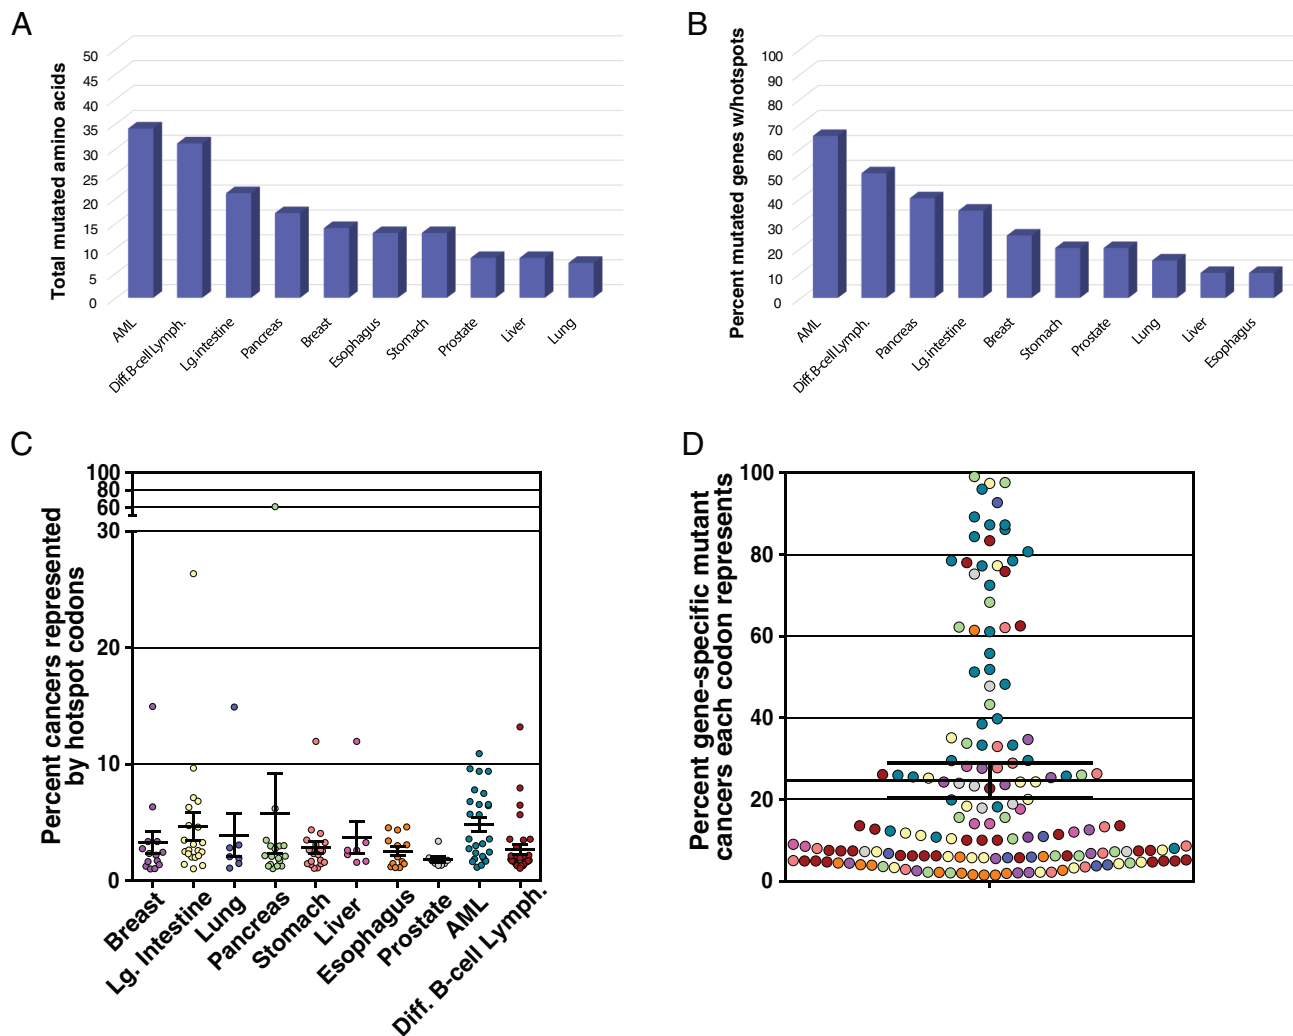 A
Total mutated amino acids
50
45
40
35
30
25
20
15
10
5
0
AML
Diff. B-cell Lymph.
Lg. intestine
Pancreas
Breast
Esophagus
Stomach
Prostate
Liver
Lung
B
Percent mutated genes w/hotspots
100
90
80
70
60
50
40
30
20
10
0
AML
Diff. B-cell Lymph.
Pancreas
Lg. intestine
Breast
Stomach
Prostate
Lung
Liver
Esophagus
C
Percent cancers represented
by hotspot codons
100
80
60
30
20
10
0
Breast
Lg. Intestine
Lung
Pancreas
Stomach
Liver
Esophagus
Prostate
AML
Diff. B-cell Lymph.
D
Percent gene-specific mutant
cancers each codon represents
100
80
60
40
20
0